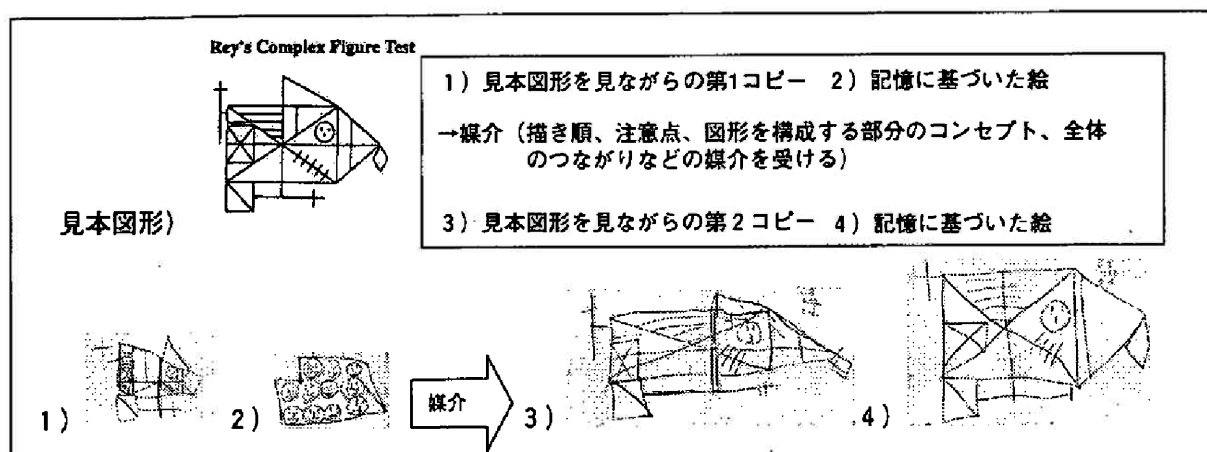 Rey's Complex Figure Test
1）見本図形を見ながらの第1コピー 2）記憶に基づいた絵
→媒介（描き順、注意点、図形を構成する部分のコンセプト、全体
のつながりなどの媒介を受ける）
3）見本図形を見ながらの第2コピー 4）記憶に基づいた絵
見本図形）
1） 2） 媒介 3） 4）